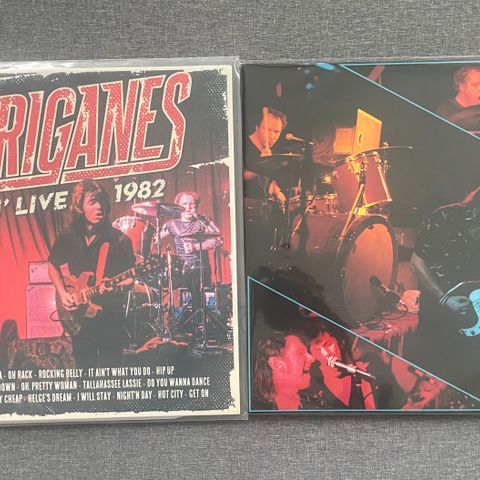 RIGANES
' LIVE 1982
A - OH RACK - ROCKING BELLY - IT AIN'T WHAT YOU DO - HIP UP
DOWN - OH, PRETTY WOMAN - TALLAHASSEE LASSIE - DO YOU WANNA DANCE
Y CHEAP - HELGE'S DREAM - I WILL STAY - NIGHT'N DAY - HOT CITY - GET ON